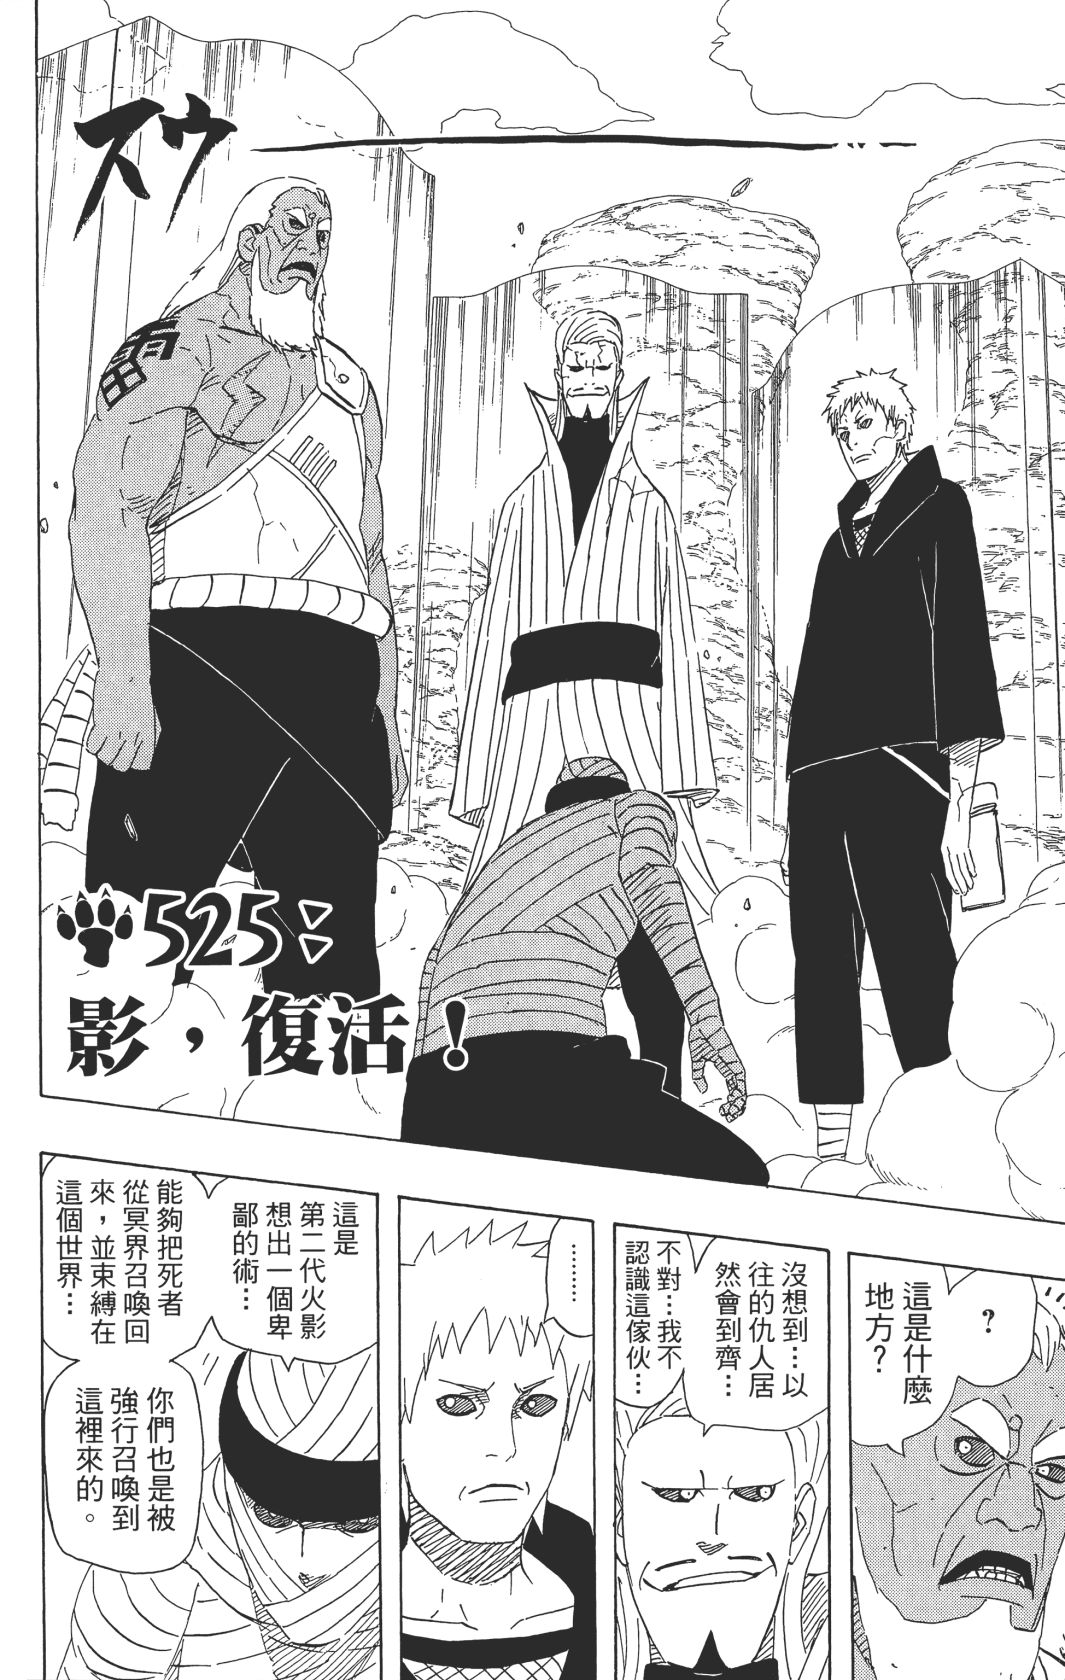 スウーー
雷
525:
影，復活！
?
這是什麼
地方?
沒想到…以
往的仇人居
然會到齊…
不對…我不
認識這傢伙…
………
這是
第二代火影
想出一個卑
鄙的術…
能夠把死者
從冥界召喚回
來，並束縛在
這個世界…
你們也是被
強行召喚到
這裡來的。